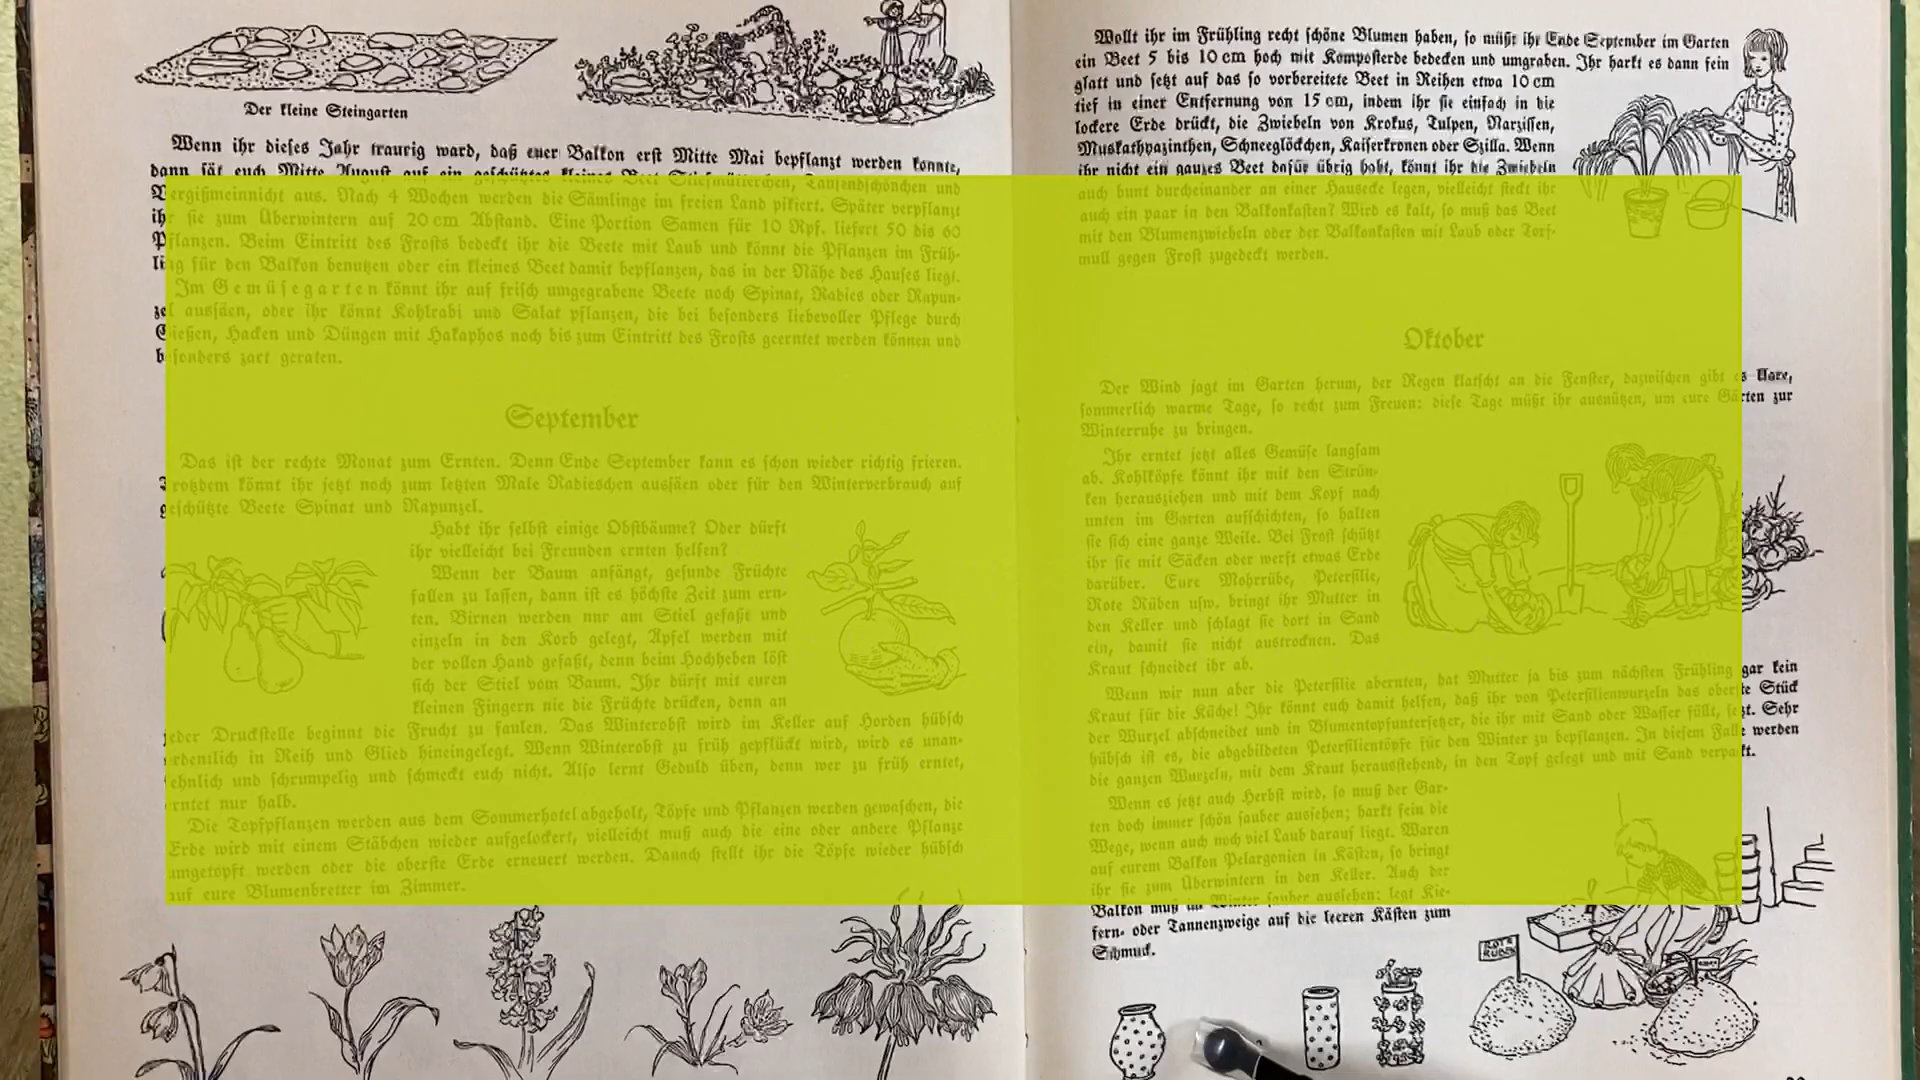 Der kleine Steingarten
Wenn ihr dieses Jahr traurig ward, daß euer Balkon erst Mitte Mai bepflanzt werden konnte,
dann sät euch Mitte August auf ein geschütztes kleines Beet Stiefmütterchen, Tausendschönchen und
Vergißmeinnicht aus. Nach 4 Wochen werden die Sämlinge im freien Land pikiert. Später verpflanzt
ihr sie zum Überwintern auf 20 cm Abstand. Eine Portion Samen für 10 Rpf. liefert 50 bis 60
Pflanzen. Beim Eintritt des Frosts bedeckt ihr die Beete mit Laub und könnt die Pflanzen im Früh-
ling für den Balkon benutzen oder ein kleines Beet damit bepflanzen, das in der Nähe des Hauses liegt.
Im Gemüsegarten könnt ihr auf frisch umgegrabene Beete noch Spinat, Radies oder Rapun-
zel aussäen, oder ihr könnt Kohlrabi und Salat pflanzen, die bei besonders liebevoller Pflege durch
Gießen, Hacken und Düngen mit Hakaphos noch bis zum Eintritt des Frosts geerntet werden können und
besonders zart geraten.
September
Das ist der rechte Monat zum Ernten. Denn Ende September kann es schon wieder richtig frieren.
Trotzdem könnt ihr jetzt noch zum letzten Male Radieschen aussäen oder für den Winterverbrauch auf
geschützte Beete Spinat und Rapunzel.
Habt ihr selbst einige Obstbäume? Oder dürft
ihr vielleicht bei Freunden ernten helfen?
Wenn der Baum anfängt, gesunde Früchte
fallen zu lassen, dann ist es höchste Zeit zum ern-
ten. Birnen werden nur am Stiel gefaßt und
einzeln in den Korb gelegt, Äpfel werden mit
der vollen Hand gefaßt, denn beim Hochheben löst
sich der Stiel vom Baum. Ihr dürft mit euren
kleinen Fingern nie die Früchte drücken, denn an
jeder Druckstelle beginnt die Frucht zu faulen. Das Winterobst wird im Keller auf Horden hübsch
ordentlich in Reih und Glied hineingelegt. Wenn Winterobst zu früh gepflückt wird, wird es unan-
sehnlich und schrumpelig und schmeckt euch nicht. Also lernt Geduld üben, denn wer zu früh erntet,
erntet nur halb.
Die Topfpflanzen werden aus dem Sommerhotel abgeholt, Töpfe und Pflanzen werden gewaschen, die
Erde wird mit einem Stäbchen wieder aufgelockert, vielleicht muß auch die eine oder andere Pflanze
umgetopft werden oder die oberste Erde erneuert werden. Danach stellt ihr die Töpfe wieder hübsch
auf eure Blumenbretter im Zimmer.
Wollt ihr im Frühling recht schöne Blumen haben, so müßt ihr Ende September im Garten
ein Beet 5 bis 10 cm hoch mit Komposterde bedecken und umgraben. Ihr harkt es dann fein
glatt und setzt auf das so vorbereitete Beet in Reihen etwa 10 cm
tief in einer Entfernung von 15 cm, indem ihr sie einfach in die
lockere Erde drückt, die Zwiebeln von Krokus, Tulpen, Narzissen,
Muskathyazinthen, Schneeglöckchen, Kaiserkronen oder Szilla. Wenn
ihr nicht ein ganzes Beet dafür übrig habt, könnt ihr die Zwiebeln
auch bunt durcheinander an einer Hausecke legen, vielleicht steckt ihr
auch ein paar in den Balkonkasten? Wird es kalt, so muß das Beet
mit den Blumenzwiebeln oder der Balkonkasten mit Laub oder Torf-
mull gegen Frost zugedeckt werden.
Oktober
Der Wind jagt im Garten herum, der Regen klatscht an die Fenster, dazwischen gibt es klare,
sommerlich warme Tage, so recht zum Freuen: diese Tage müßt ihr ausnützen, um eure Gärten zur
Winterruhe zu bringen.
Ihr erntet jetzt alles Gemüse langsam
ab. Kohlköpfe könnt ihr mit den Strün-
ken herausziehen und mit dem Kopf nach
unten im Garten aufschichten, so halten
sie sich eine ganze Weile. Bei Frost schützt
ihr sie mit Säcken oder werft etwas Erde
darüber. Eure Mohrrübe, Petersilie,
Rote Rüben usw. bringt ihr Mutter in
den Keller und schlagt sie dort in Sand
ein, damit sie nicht austrocknen. Das
Kraut schneidet ihr ab.
Wenn wir nun aber die Petersilie abernten, hat Mutter ja bis zum nächsten Frühling gar kein
Kraut für die Küche! Ihr könnt euch damit helfen, daß ihr von Petersilienwurzeln das oberste Stück
der Wurzel abschneidet und in Blumentopfuntersetzer, die ihr mit Sand oder Wasser füllt, setzt. Sehr
hübsch ist es, die abgebildeten Petersilientöpfe für den Winter zu bepflanzen. In diesem Falle werden
die ganzen Wurzeln, mit dem Kraut herausstehend, in den Topf gelegt und mit Sand verpackt.
Wenn es jetzt auch Herbst wird, so muß der Gar-
ten doch immer schön sauber aussehen; harkt fein die
Wege, wenn auch noch viel Laub darauf liegt. Waren
auf eurem Balkon Pelargonien in Kästen, so bringt
ihr sie zum Überwintern in den Keller. Auch der
Balkon muß im Winter sauber aussehen: legt Kie-
fern- oder Tannenzweige auf die leeren Kästen zum
Schmuck.
ROTE
RÜBEN